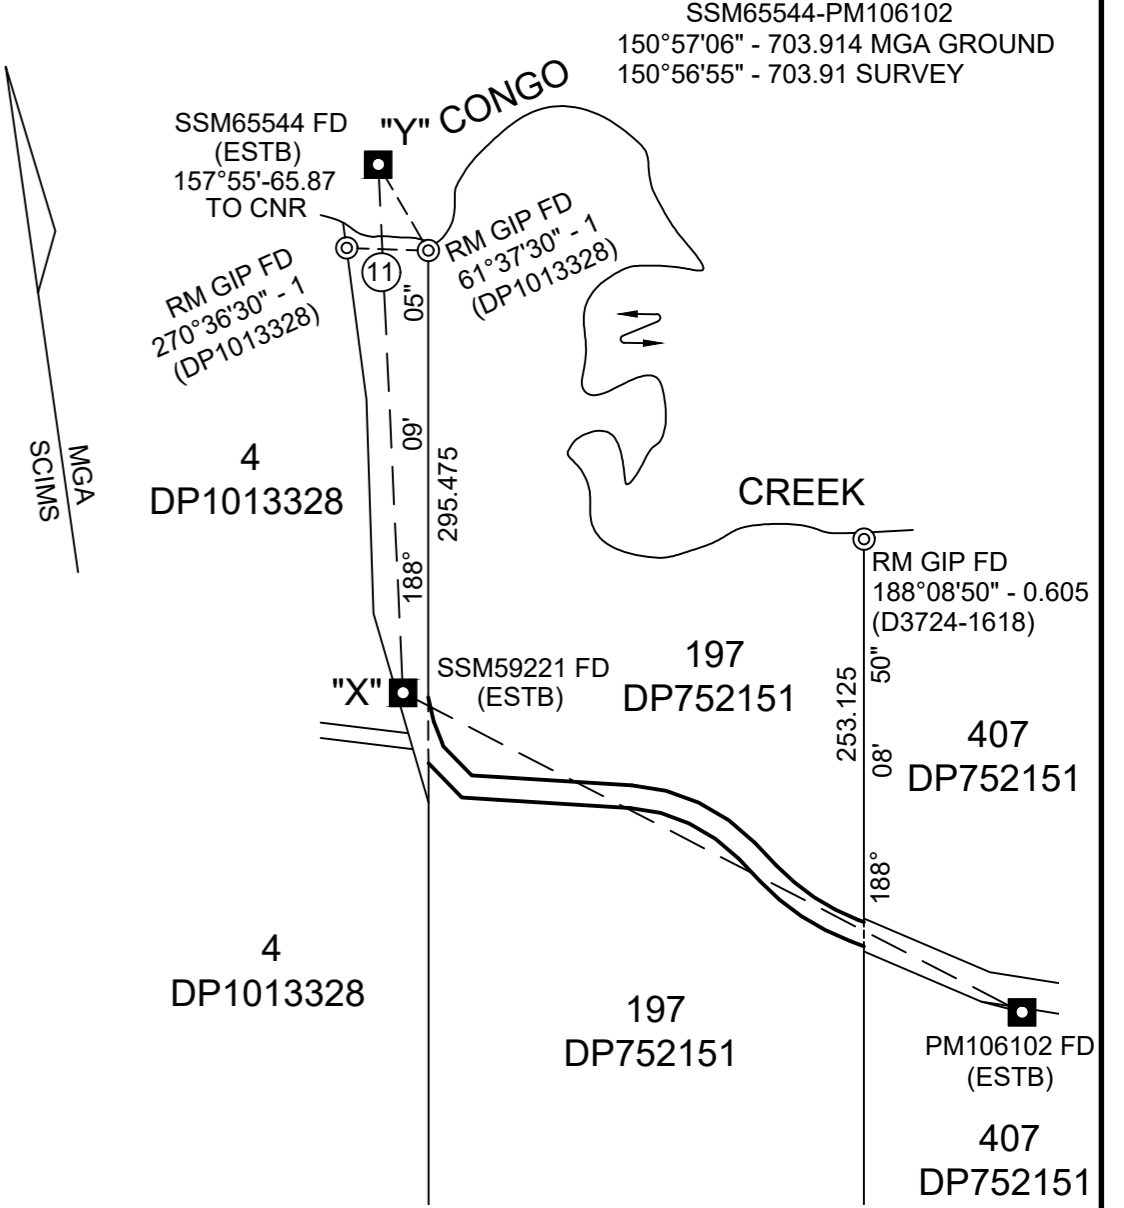 SSM65544-PM106102
150°57'06" - 703.914 MGA GROUND
150°56'55" - 703.91 SURVEY
CONGO
"Y"
SSM65544 FD
(ESTB)
157°55'-65.87
TO CNR
RM GIP FD
61°37'30" - 1
(DP1013328)
RM GIP FD
270°36'30" - 1
(DP1013328)
11
188° 09' 05"
295.475
MGA
SCIMS
4
DP1013328
CREEK
RM GIP FD
188°08'50" - 0.605
(D3724-1618)
"X"
SSM59221 FD
(ESTB)
197
DP752151
188° 08' 50"
253.125
407
DP752151
4
DP1013328
197
DP752151
PM106102 FD
(ESTB)
407
DP752151